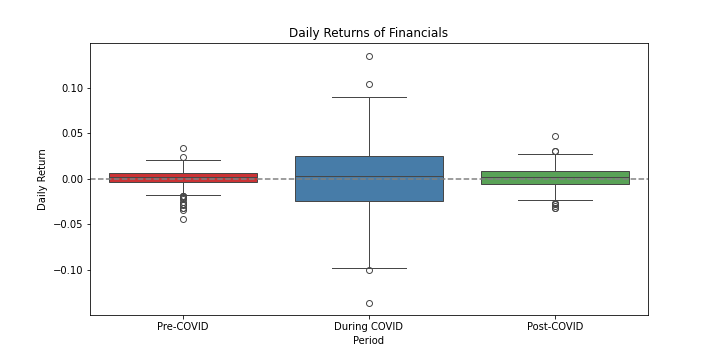 Daily Returns of Financials
Daily Return
0.10
0.05
0.00
−0.05
−0.10
Pre-COVID
During COVID
Post-COVID
Period